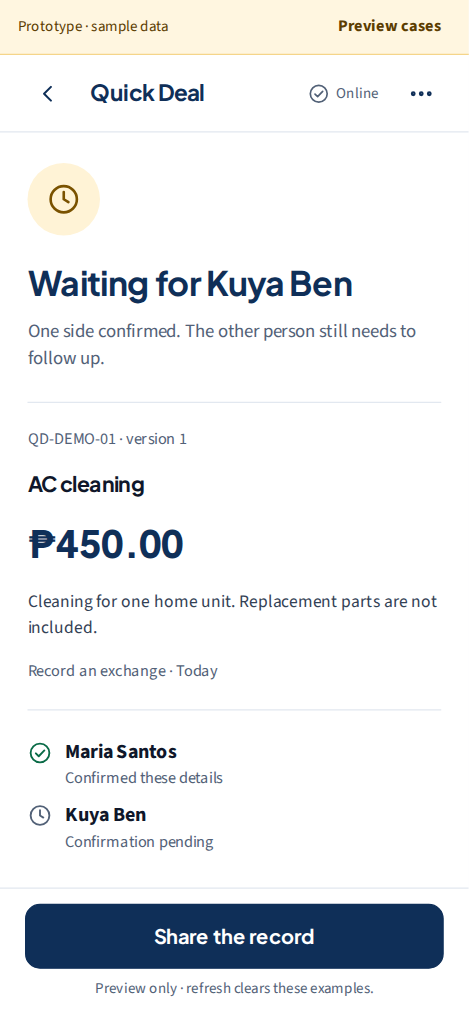 Prototype · sample data
Preview cases
Quick Deal
Online
Waiting for Kuya Ben
One side confirmed. The other person still needs to
follow up.
QD-DEMO-01 · version 1
AC cleaning
₱450.00
Cleaning for one home unit. Replacement parts are not
included.
Record an exchange · Today
Maria Santos
Confirmed these details
Kuya Ben
Confirmation pending
Share the record
Preview only · refresh clears these examples.